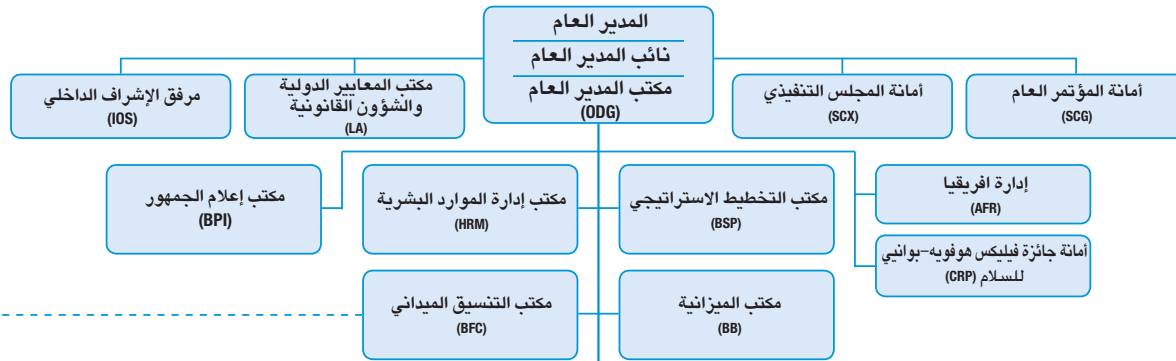 المدير العام
نائب المدير العام
مكتب المدير العام
(ODG)
أمانة المؤتمر العام
(SCG)
أمانة المجلس التنفيذي
(SCX)
مكتب المعايير الدولية
والشؤون القانونية
(LA)
مرفق الإشراف الداخلي
(IOS)
إدارة افريقيا
(AFR)
مكتب التخطيط الاستراتيجي
(BSP)
مكتب إدارة الموارد البشرية
(HRM)
مكتب إعلام الجمهور
(BPI)
أمانة جائزة فيليكس هوفويه–بوانيي
للسلام (CRP)
مكتب الميزانية
(BB)
مكتب التنسيق الميداني
(BFC)